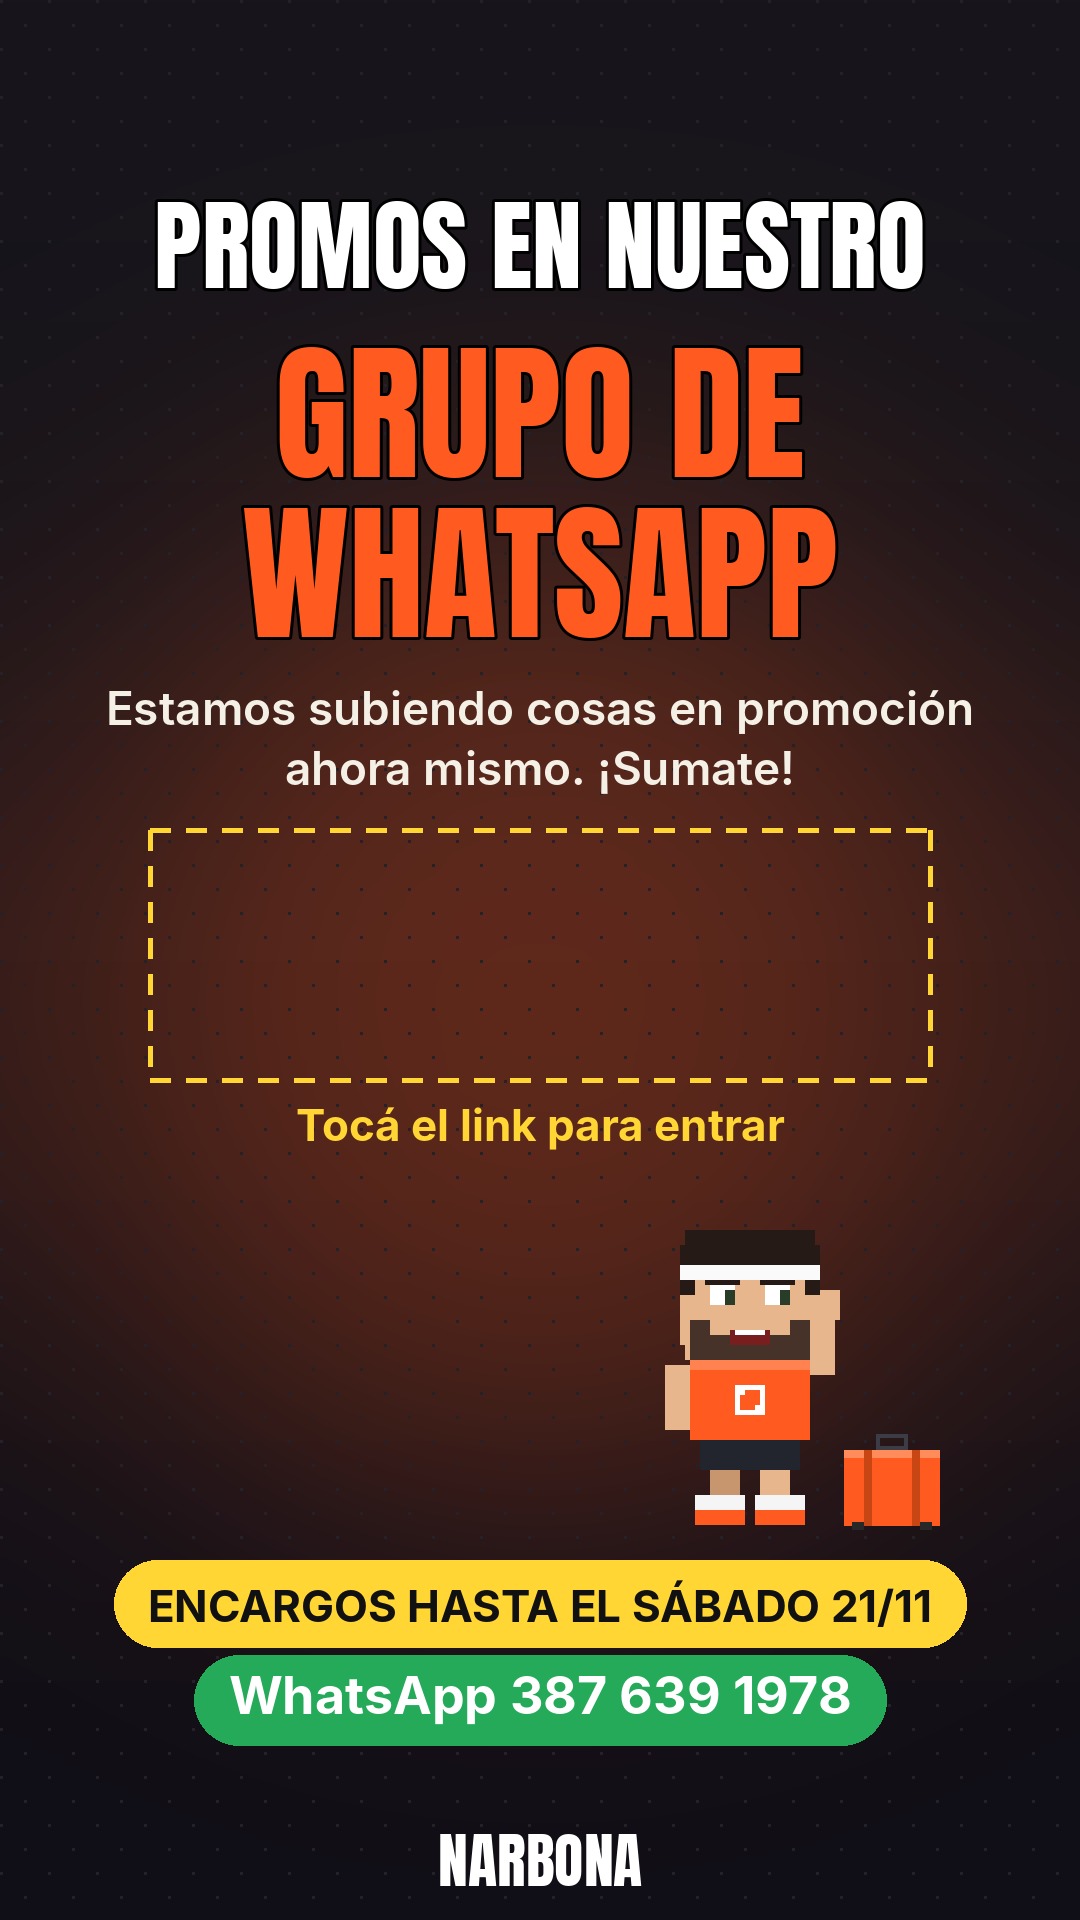 PROMOS EN NUESTRO
GRUPO DE
WHATSAPP
Estamos subiendo cosas en promoción
ahora mismo. ¡Sumate!
Tocá el link para entrar
ENCARGOS HASTA EL SÁBADO 21/11
WhatsApp 387 639 1978
NARBONA